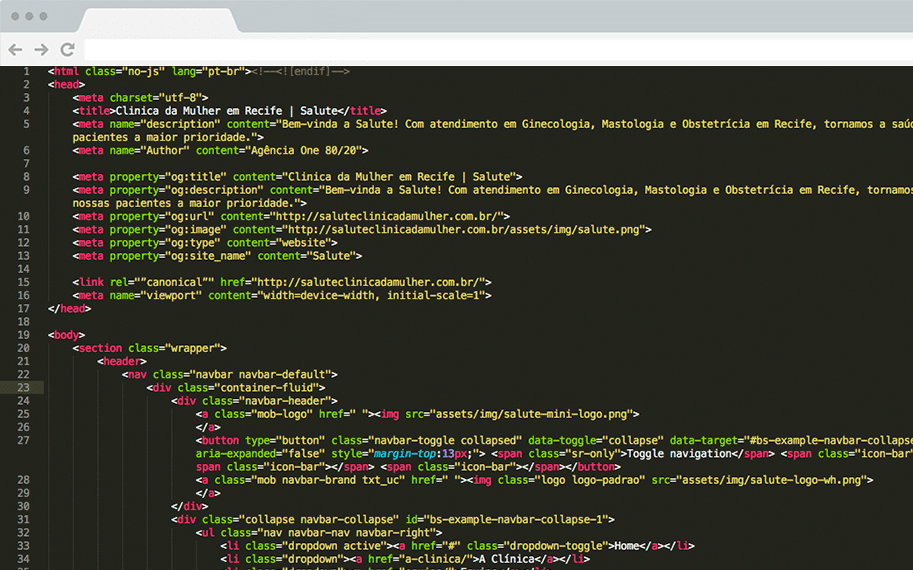 1 <html class="no-js" lang="pt-br"><!--<![endif]-->
2 <head>
3 <meta charset="utf-8">
4 <title>Clinica da Mulher em Recife | Salute</title>
5 <meta name="description" content="Bem-vinda a Salute! Com atendimento em Ginecologia, Mastologia e Obstetrícia em Recife, tornamos a saúd
pacientes a maior prioridade.">
6 <meta name="Author" content="Agência One 80/20">
7
8 <meta property="og:title" content="Clinica da Mulher em Recife | Salute">
9 <meta property="og:description" content="Bem-vinda a Salute! Com atendimento em Ginecologia, Mastologia e Obstetrícia em Recife, tornamos
nossas pacientes a maior prioridade.">
10 <meta property="og:url" content="http://saluteclinicadamulher.com.br/">
11 <meta property="og:image" content="http://saluteclinicadamulher.com.br/assets/img/salute.png">
12 <meta property="og:type" content="website">
13 <meta property="og:site_name" content="Salute">
14
15 <link rel="”canonical”" href="http://saluteclinicadamulher.com.br/">
16 <meta name="viewport" content="width=device-width, initial-scale=1">
17 </head>
18
19 <body>
20 <section class="wrapper">
21 <header>
22 <nav class="navbar navbar-default">
23 <div class="container-fluid">
24 <div class="navbar-header">
25 <a class="mob-logo" href=" "><img src="assets/img/salute-mini-logo.png">
26 </a>
27 <button type="button" class="navbar-toggle collapsed" data-toggle="collapse" data-target="#bs-example-navbar-collapse
aria-expanded="false" style="margin-top:13px;"> <span class="sr-only">Toggle navigation</span> <span class="icon-bar"
span class="icon-bar"></span> <span class="icon-bar"></span></button>
28 <a class="mob navbar-brand txt_uc" href=" "><img class="logo logo-padrao" src="assets/img/salute-logo-wh.png">
29 </a>
30 </div>
31 <div class="collapse navbar-collapse" id="bs-example-navbar-collapse-1">
32 <ul class="nav navbar-nav navbar-right">
33 <li class="dropdown active"><a href="#" class="dropdown-toggle">Home</a></li>
34 <li class="dropdown"><a href="a-clinica/">A Clínica</a></li>